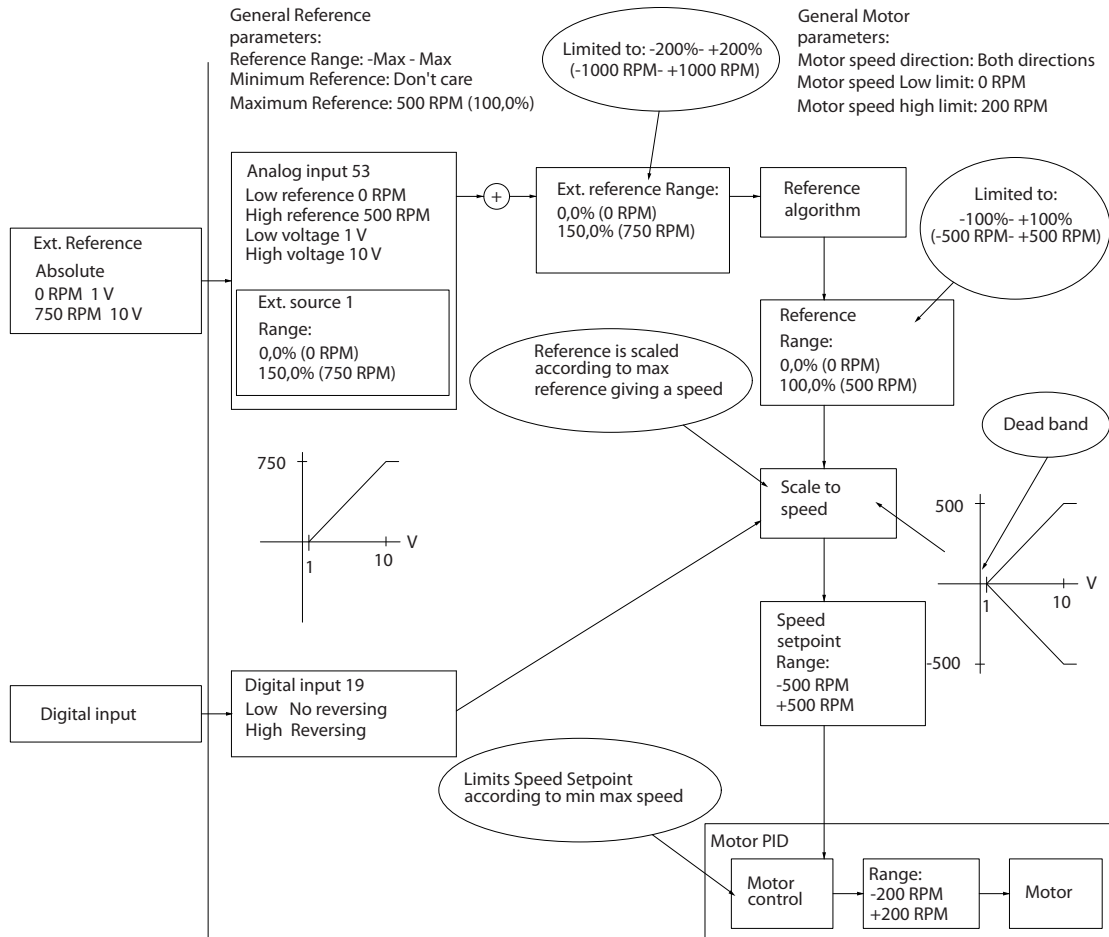 General Reference
parameters:
Reference Range: -Max - Max
Minimum Reference: Don't care
Maximum Reference: 500 RPM (100,0%)
Limited to: -200%- +200%
(-1000 RPM- +1000 RPM)
General Motor
parameters:
Motor speed direction: Both directions
Motor speed Low limit: 0 RPM
Motor speed high limit: 200 RPM
Ext. Reference
Absolute
0 RPM 1 V
750 RPM 10 V
Analog input 53
Low reference 0 RPM
High reference 500 RPM
Low voltage 1 V
High voltage 10 V
Ext. source 1
Range:
0,0% (0 RPM)
150,0% (750 RPM)
+
Ext. reference Range:
0,0% (0 RPM)
150,0% (750 RPM)
Reference
algorithm
Limited to:
-100%- +100%
(-500 RPM- +500 RPM)
Reference
Range:
0,0% (0 RPM)
100,0% (500 RPM)
Reference is scaled
according to max
reference giving a speed
Dead band
750
1
10
V
Scale to
speed
500
1
10
V
-500
Speed
setpoint
Range:
-500 RPM
+500 RPM
Digital input
Digital input 19
Low No reversing
High Reversing
Limits Speed Setpoint
according to min max speed
Motor PID
Motor
control
Range:
-200 RPM
+200 RPM
Motor